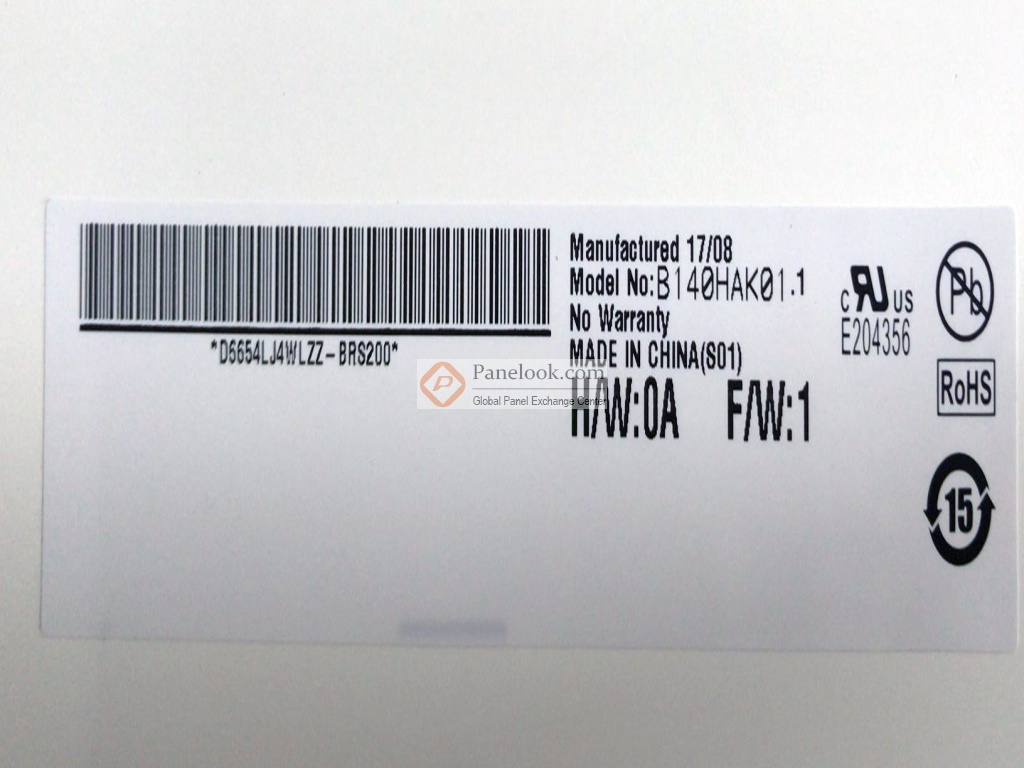 Manufactured 17/08
Model No:B140HAK01.1
No Warranty
MADE IN CHINA(S01)
H/W:0A F/W:1
*D6654LJ4WLZZ-BRS200*
c RU US
E204356
Pb
RoHS
15
P
Panelook.com
Global Panel Exchange Center